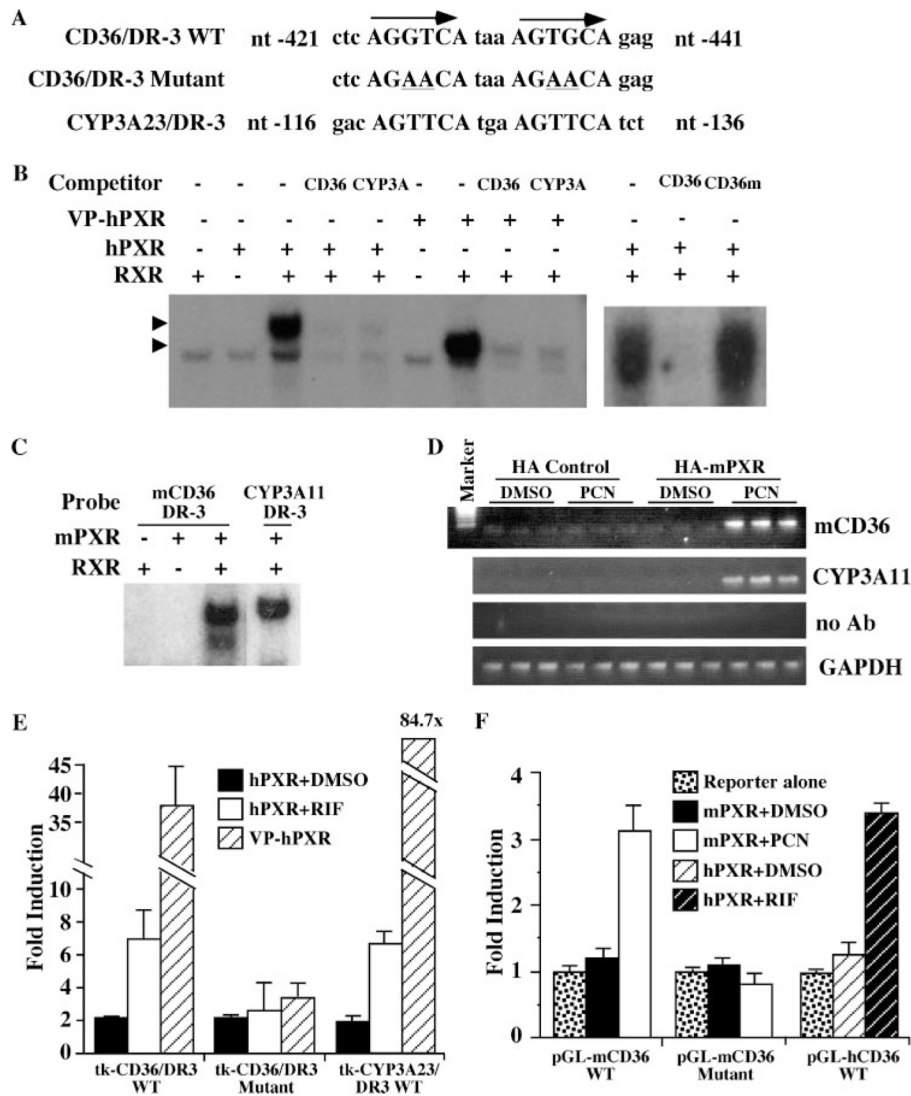 A
CD36/DR-3 WT nt -421 ctc AGGTCA taa AGTGCA gag nt -441
CD36/DR-3 Mutant ctc AGAACA taa AGAACA gag
CYP3A23/DR-3 nt -116 gac AGTTCA tga AGTTCA tct nt -136
B
Competitor - - - CD36 CYP3A - - CD36 CYP3A - CD36 CD36m
VP-hPXR - - - - - + + + + - - -
hPXR - + + + + - - - - + + +
RXR + - + + + - + + + + + +
C
Probe mCD36 DR-3 CYP3A11 DR-3
mPXR - + + +
RXR + - + +
D
Marker
HA Control HA-mPXR
DMSO PCN DMSO PCN
mCD36
CYP3A11
no Ab
GAPDH
E
84.7x
Fold Induction
45
35
10
8
6
4
2
0
hPXR+DMSO
hPXR+RIF
VP-hPXR
tk-CD36/DR3 WT
tk-CD36/DR3 Mutant
tk-CYP3A23/ DR3 WT
F
Fold Induction
4
3
2
1
0
Reporter alone
mPXR+DMSO
mPXR+PCN
hPXR+DMSO
hPXR+RIF
pGL-mCD36 WT
pGL-mCD36 Mutant
pGL-hCD36 WT